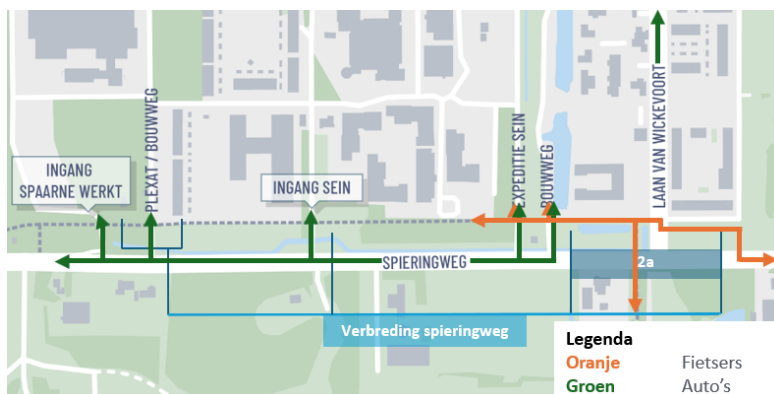 INGANG
SPAARNE WERKT
PLEXAT / BOUWWEG
INGANG SEIN
EXPEDITIE SEIN
BOUWWEG
LAAN VAN WICKEVOORT
SPIERINGWEG
2a
Verbreding spieringweg
Legenda
Oranje Fietsers
Groen Auto's